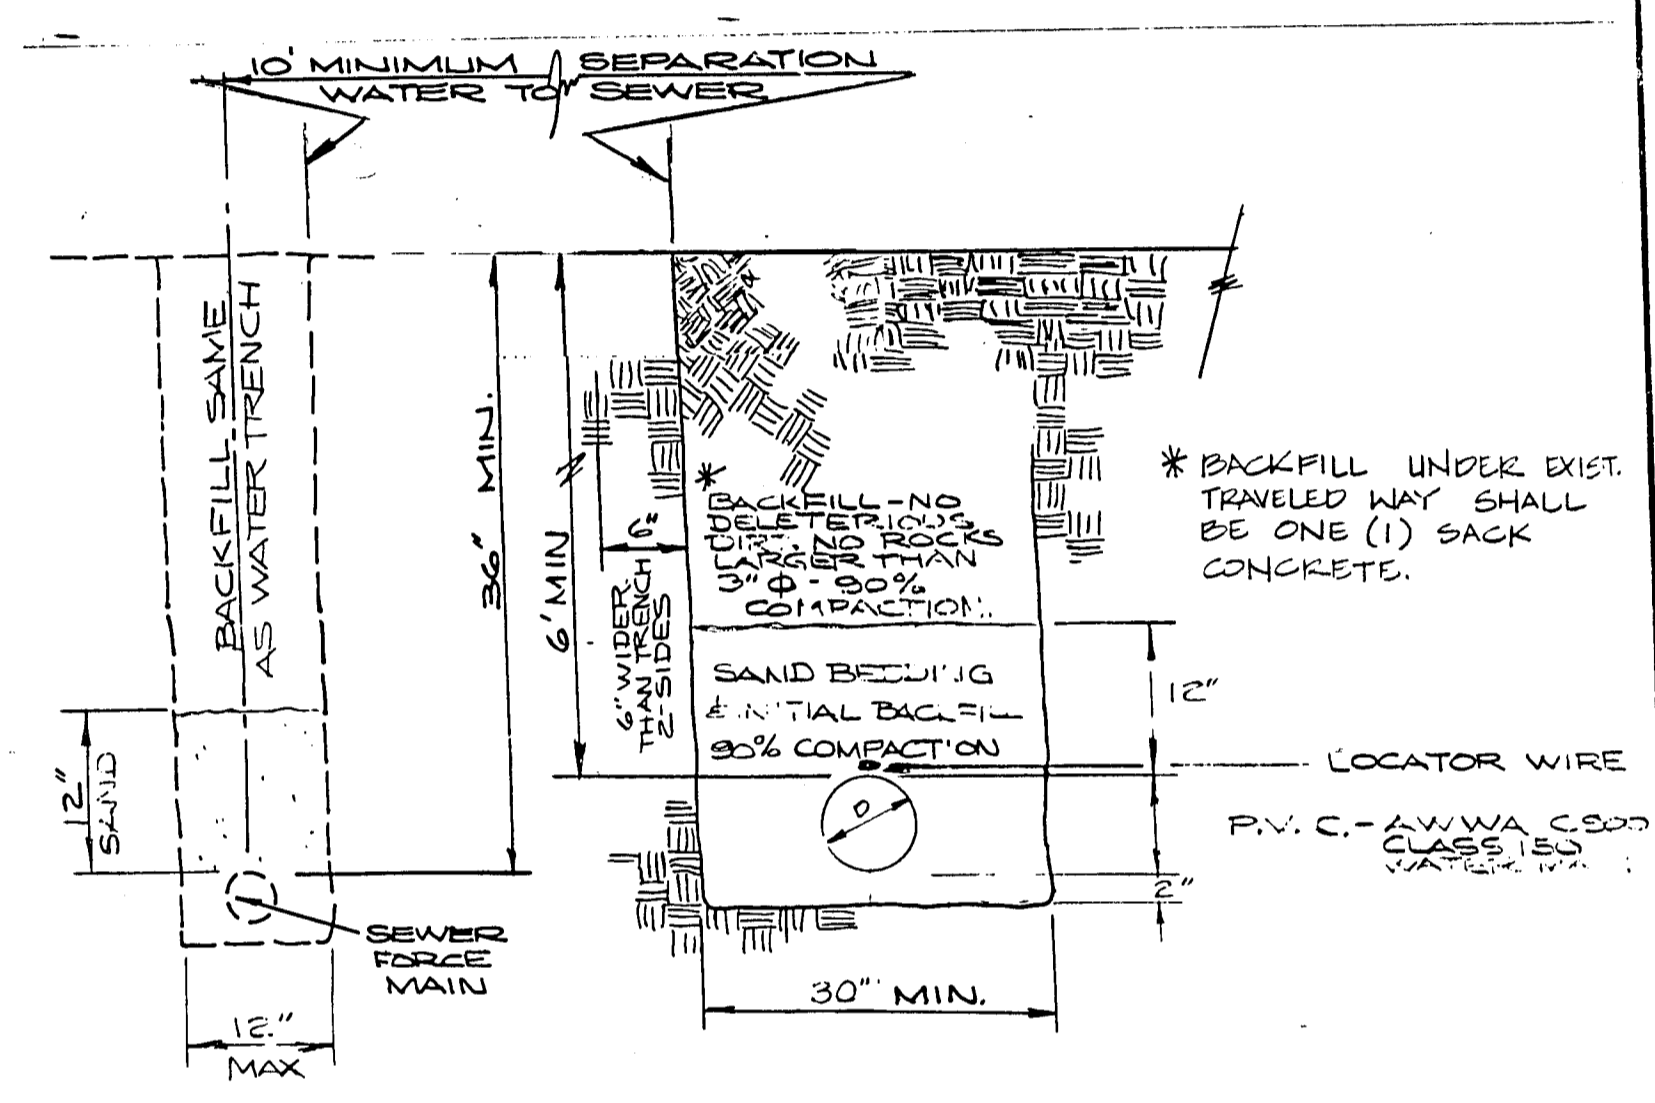 10' MINIMUM SEPARATION
WATER TO SEWER
BACKFILL SAME
AS WATER TRENCH
36" MIN.
6' MIN
6"
6" WIDER
THAN TRENCH
2-SIDES
*
BACKFILL-NO
DELETERIOUS
DIRT, NO ROCKS
LARGER THAN
3" Φ - 90%
COMPACTION.
* BACKFILL UNDER EXIST.
TRAVELED WAY SHALL
BE ONE (1) SACK
CONCRETE.
SAND BEDDING
& INITIAL BACKFILL
90% COMPACTION
12"
LOCATOR WIRE
D
P.V.C.- AWWA C900
CLASS 150
2"
12"
SAND
SEWER
FORCE
MAIN
30" MIN.
12"
MAX